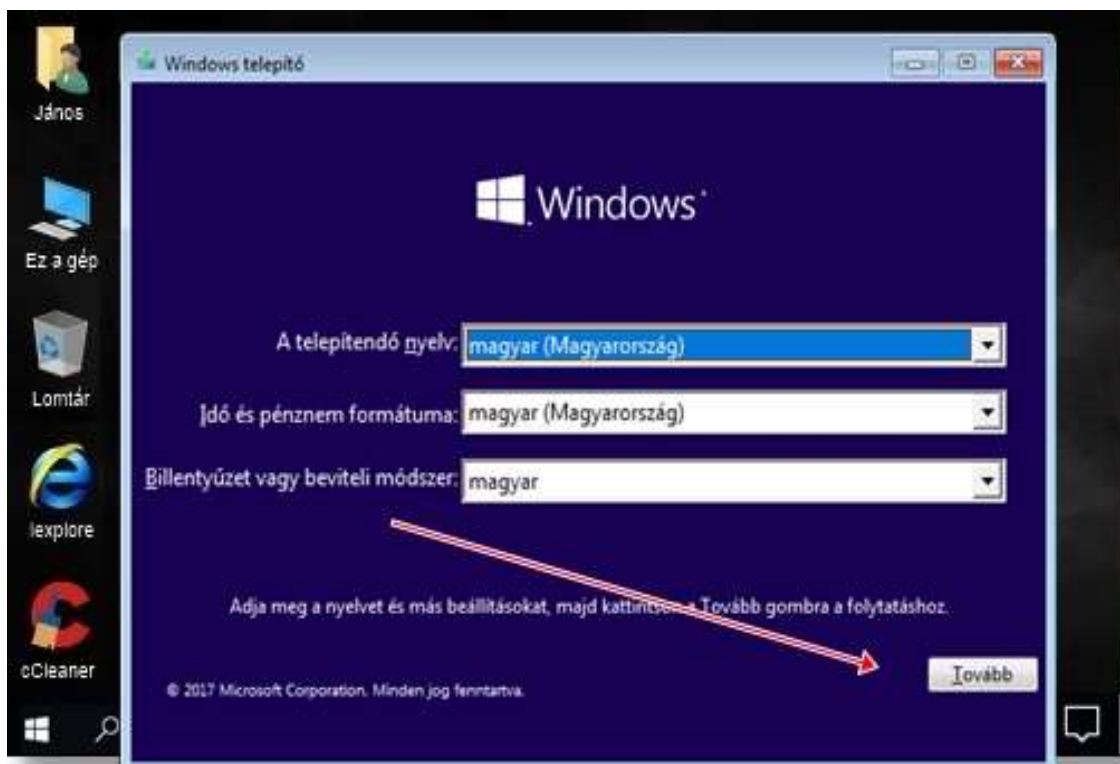 János
Ez a gép
Lomtár
Iexplore
cCleaner
Windows telepítő
Windows
A telepítendő nyelv: magyar (Magyarország)
Idő és pénznem formátuma: magyar (Magyarország)
Billentyűzet vagy beviteli módszer: magyar
Adja meg a nyelvet és más beállításokat, majd kattintson a Tovább gombra a folytatáshoz.
Tovább
© 2017 Microsoft Corporation. Minden jog fenntartva.